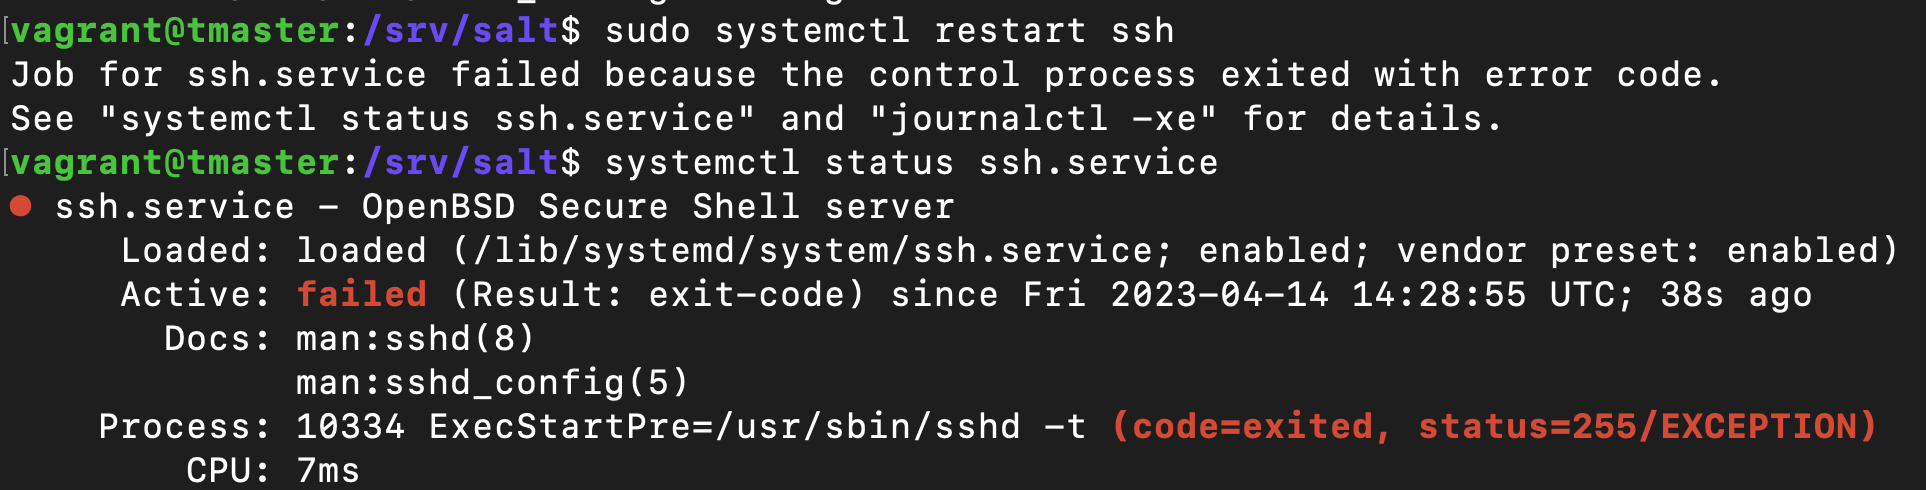 vagrant@tmaster:/srv/salt$ sudo systemctl restart ssh
Job for ssh.service failed because the control process exited with error code.
See "systemctl status ssh.service" and "journalctl -xe" for details.
vagrant@tmaster:/srv/salt$ systemctl status ssh.service
● ssh.service - OpenBSD Secure Shell server
     Loaded: loaded (/lib/systemd/system/ssh.service; enabled; vendor preset: enabled)
     Active: failed (Result: exit-code) since Fri 2023-04-14 14:28:55 UTC; 38s ago
       Docs: man:sshd(8)
             man:sshd_config(5)
    Process: 10334 ExecStartPre=/usr/sbin/sshd -t (code=exited, status=255/EXCEPTION)
        CPU: 7ms